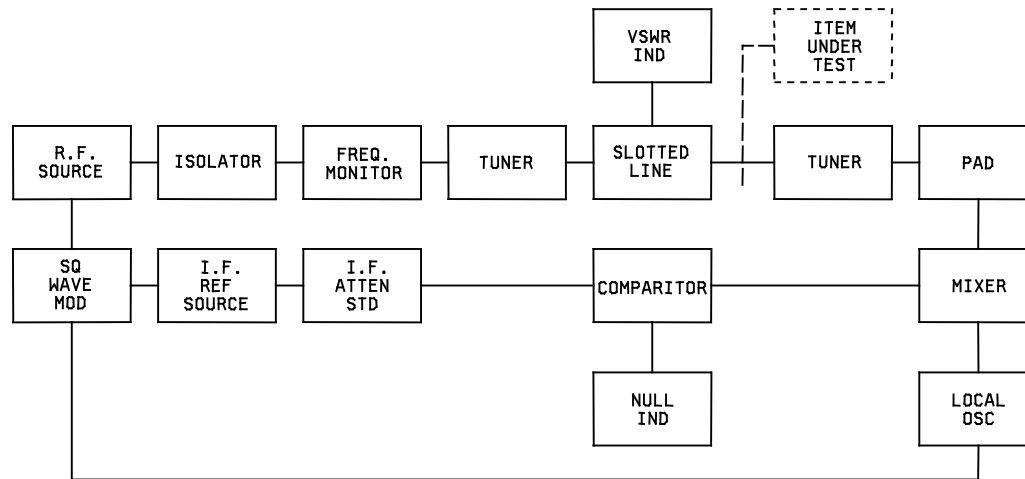 VSWR
IND
ITEM
UNDER
TEST
R.F.
SOURCE
ISOLATOR
FREQ.
MONITOR
TUNER
SLOTTED
LINE
TUNER
PAD
SQ
WAVE
MOD
I.F.
REF
SOURCE
I.F.
ATTEN
STD
COMPARITOR
MIXER
NULL
IND
LOCAL
OSC